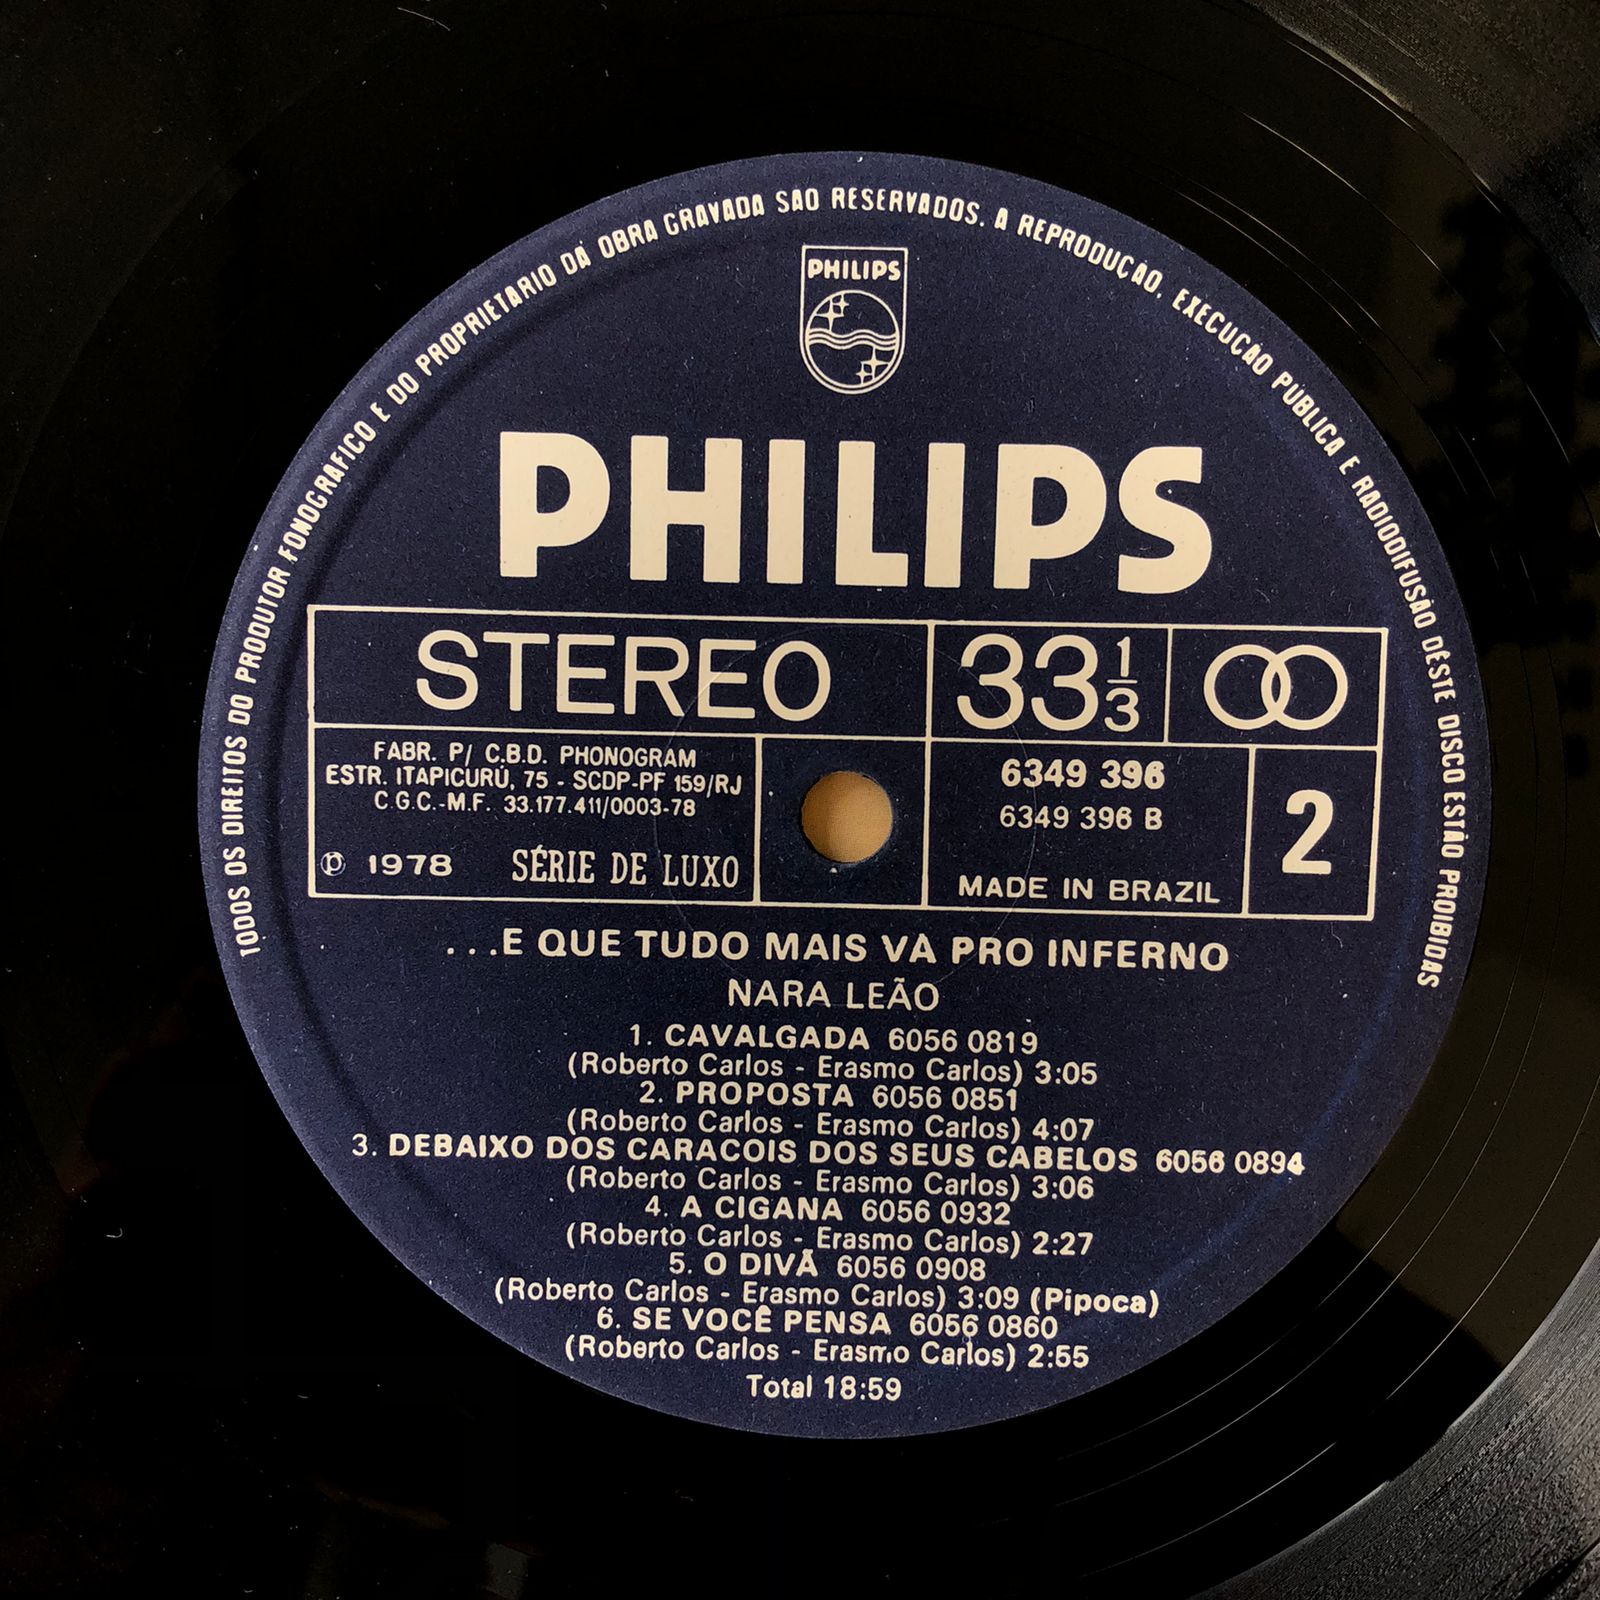 TODOS OS DIREITOS DO PRODUTOR FONOGRAFICO E DO PROPRIETARIO DA OBRA GRAVADA SAO RESERVADOS. A REPRODUÇAO, EXECUÇAO PUBLICA E RADIODIFUSAO DESTE DISCO ESTAO PROIBIDAS
PHILIPS
PHILIPS
STEREO
33 1/3
FABR. P/ C.B.D. PHONOGRAM
ESTR. ITAPICURÚ, 75 - SCDP-PF 159/RJ
C.G.C.-M.F. 33.177.411/0003-78
℗ 1978 SÉRIE DE LUXO
6349 396
6349 396 B
MADE IN BRAZIL
2
...E QUE TUDO MAIS VA PRO INFERNO
NARA LEÃO
1. CAVALGADA 6056 0819
(Roberto Carlos - Erasmo Carlos) 3:05
2. PROPOSTA 6056 0851
(Roberto Carlos - Erasmo Carlos) 4:07
3. DEBAIXO DOS CARACOIS DOS SEUS CABELOS 6056 0894
(Roberto Carlos - Erasmo Carlos) 3:06
4. A CIGANA 6056 0932
(Roberto Carlos - Erasmo Carlos) 2:27
5. O DIVÃ 6056 0908
(Roberto Carlos - Erasmo Carlos) 3:09 (Pipoca)
6. SE VOCÊ PENSA 6056 0860
(Roberto Carlos - Erasmo Carlos) 2:55
Total 18:59